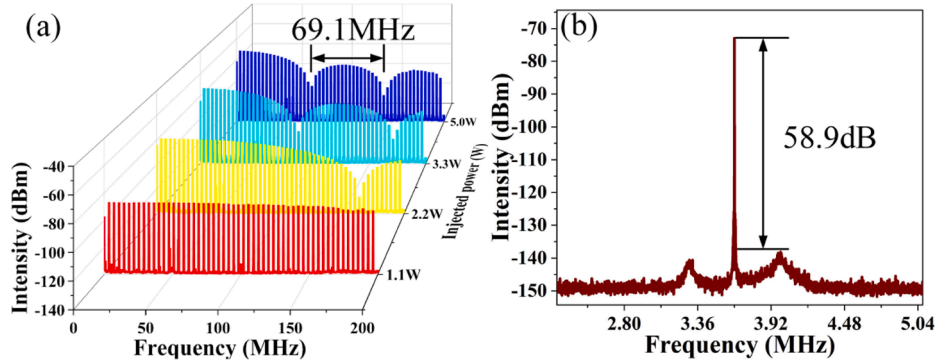 (a)
69.1MHz
5.0W
3.3W
2.2W
1.1W
Injected power (W)
-40
-60
-80
-100
-120
-140
Intensity (dBm)
0
50
100
150
200
Frequency (MHz)
(b)
58.9dB
-70
-80
-90
-100
-110
-120
-130
-140
-150
Intensity (dBm)
2.80
3.36
3.92
4.48
5.04
Frequency (MHz)